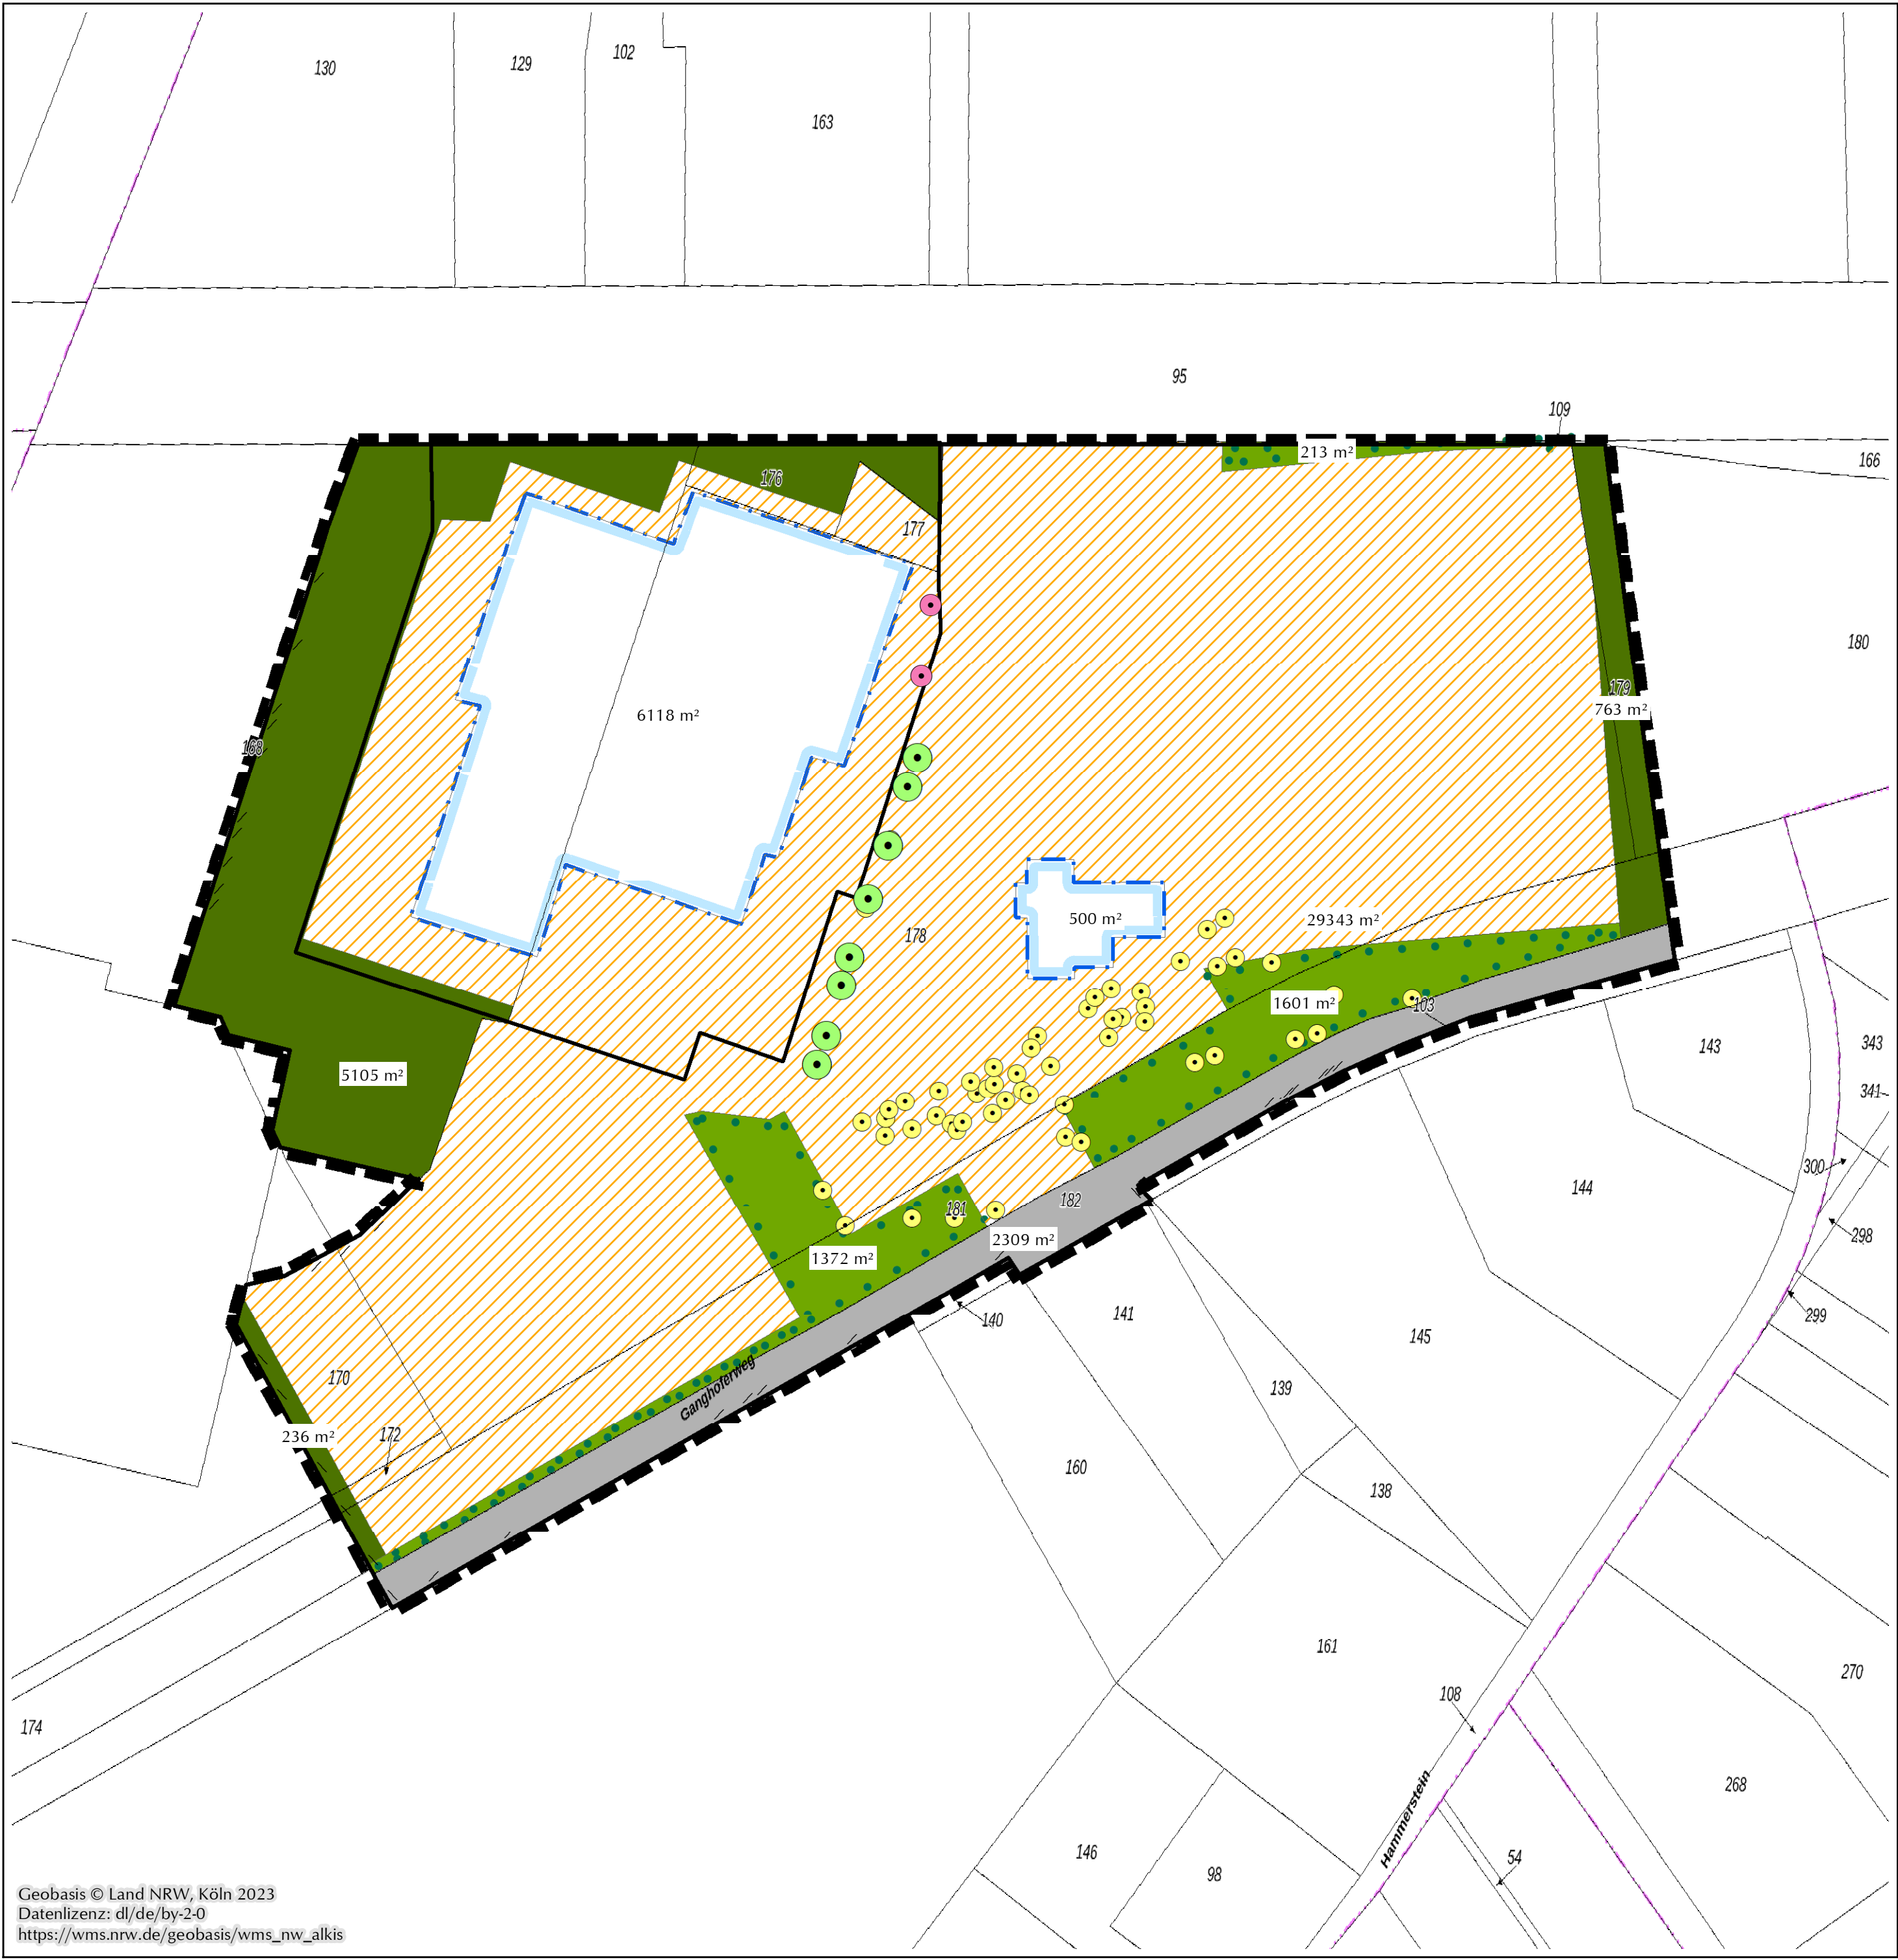 130
129
102
163
95
109
213 m²
166
176
177
180
179
763 m²
6118 m²
168
178
500 m²
29343 m²
1601 m²
103
143
343
341
5105 m²
300
144
181
182
298
2309 m²
1372 m²
299
140
141
145
170
139
Ganghoferweg
236 m²
172
160
138
161
270
108
174
268
Hammerstein
146
98
54
Geobasis © Land NRW, Köln 2023
Datenlizenz: dl/de/by-2-0
https://wms.nrw.de/geobasis/wms_nw_alkis